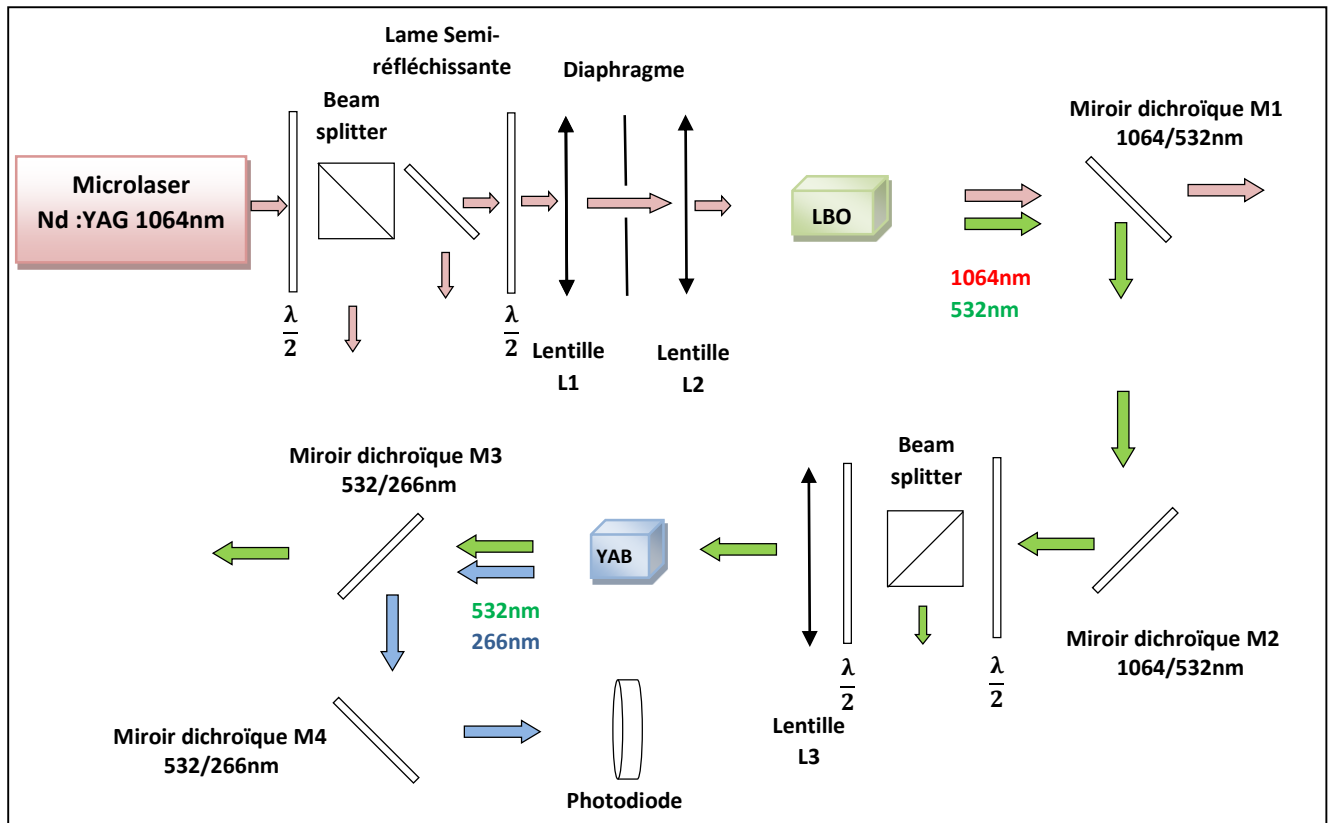 Lame Semi-
réfléchissante
Diaphragme
Beam
splitter
Miroir dichroïque M1
1064/532nm
Microlaser
Nd :YAG 1064nm
LBO
1064nm
532nm
λ
2
λ
2
Lentille
L1
Lentille
L2
Miroir dichroïque M3
532/266nm
Beam
splitter
YAB
532nm
266nm
Miroir dichroïque M2
1064/532nm
λ
2
λ
2
Miroir dichroïque M4
532/266nm
Lentille
L3
Photodiode